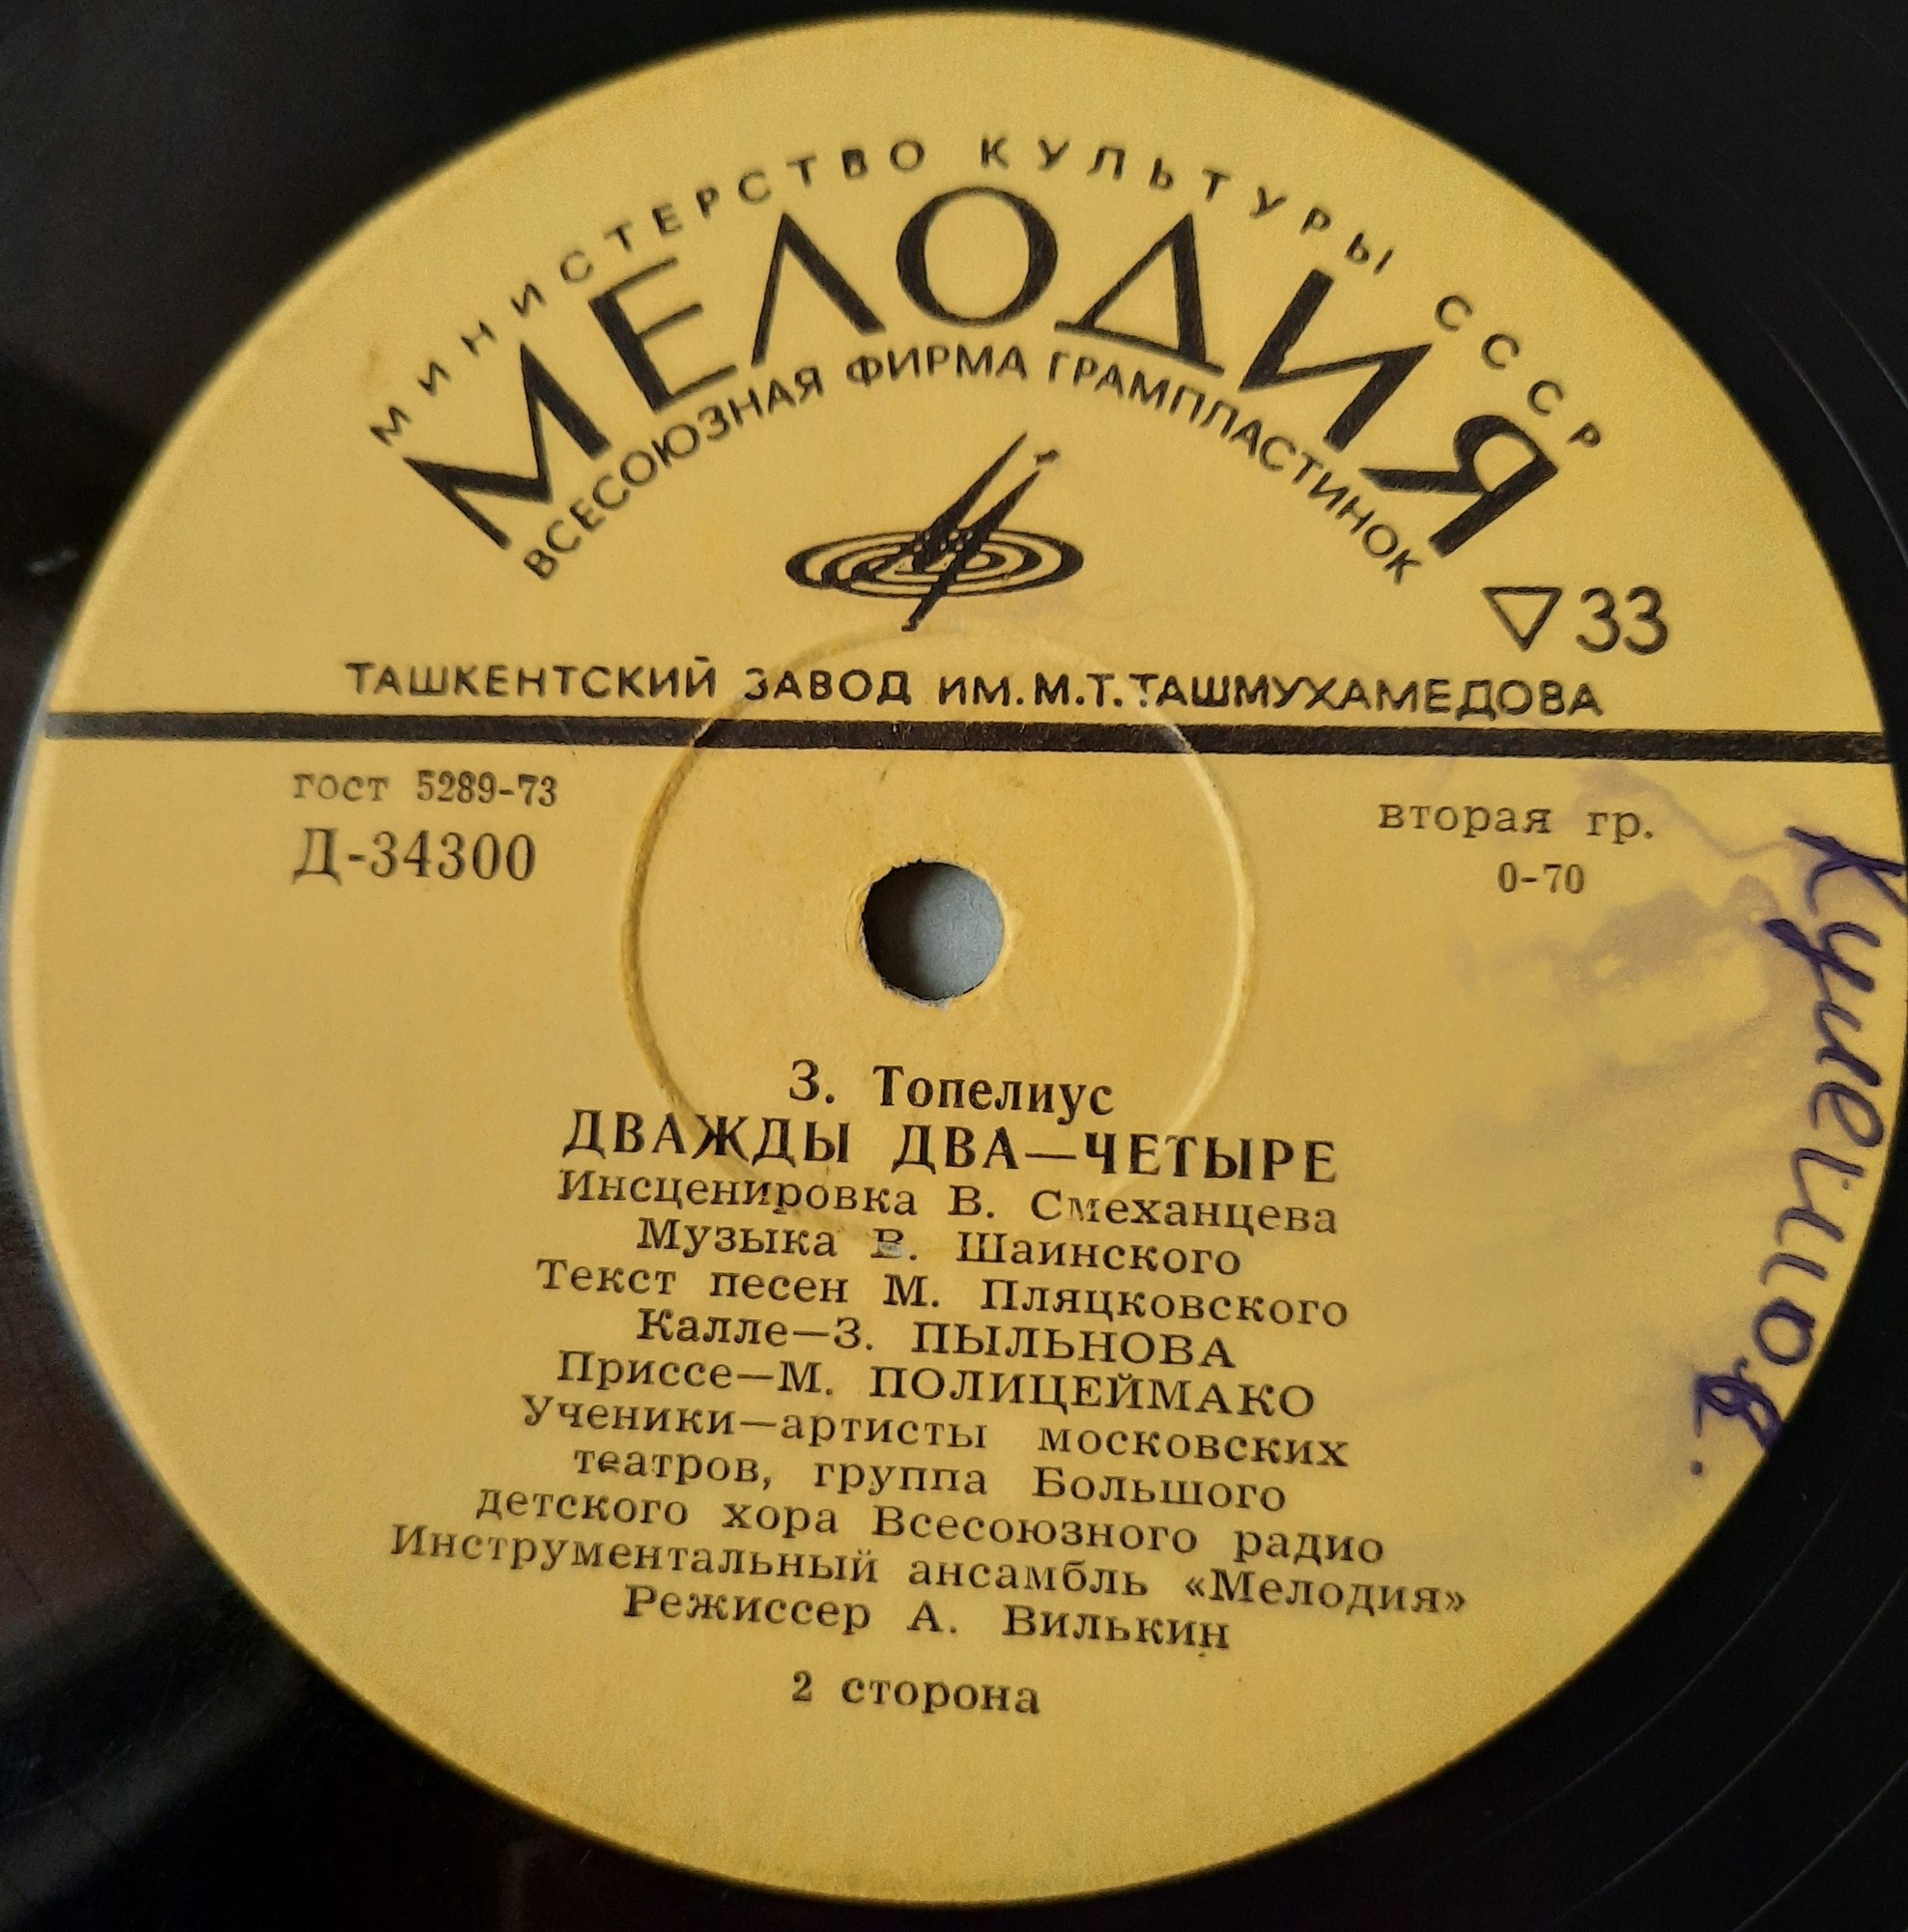 МИНИСТЕРСТВО КУЛЬТУРЫ СССР
МЕЛОДИЯ
ВСЕСОЮЗНАЯ ФИРМА ГРАМПЛАСТИНОК
▽33
ТАШКЕНТСКИЙ ЗАВОД ИМ.М.Т.ТАШМУХАМЕДОВА
гост 5289-73
Д-34300
вторая гр.
0-70
З. Топелиус
ДВАЖДЫ ДВА—ЧЕТЫРЕ
Инсценировка В. Смеханцева
Музыка В. Шаинского
Текст песен М. Пляцковского
Калле—З. ПЫЛЬНОВА
Приссе—М. ПОЛИЦЕЙМАКО
Ученики—артисты московских
театров, группа Большого
детского хора Всесоюзного радио
Инструментальный ансамбль «Мелодия»
Режиссер А. Вилькин
2 сторона